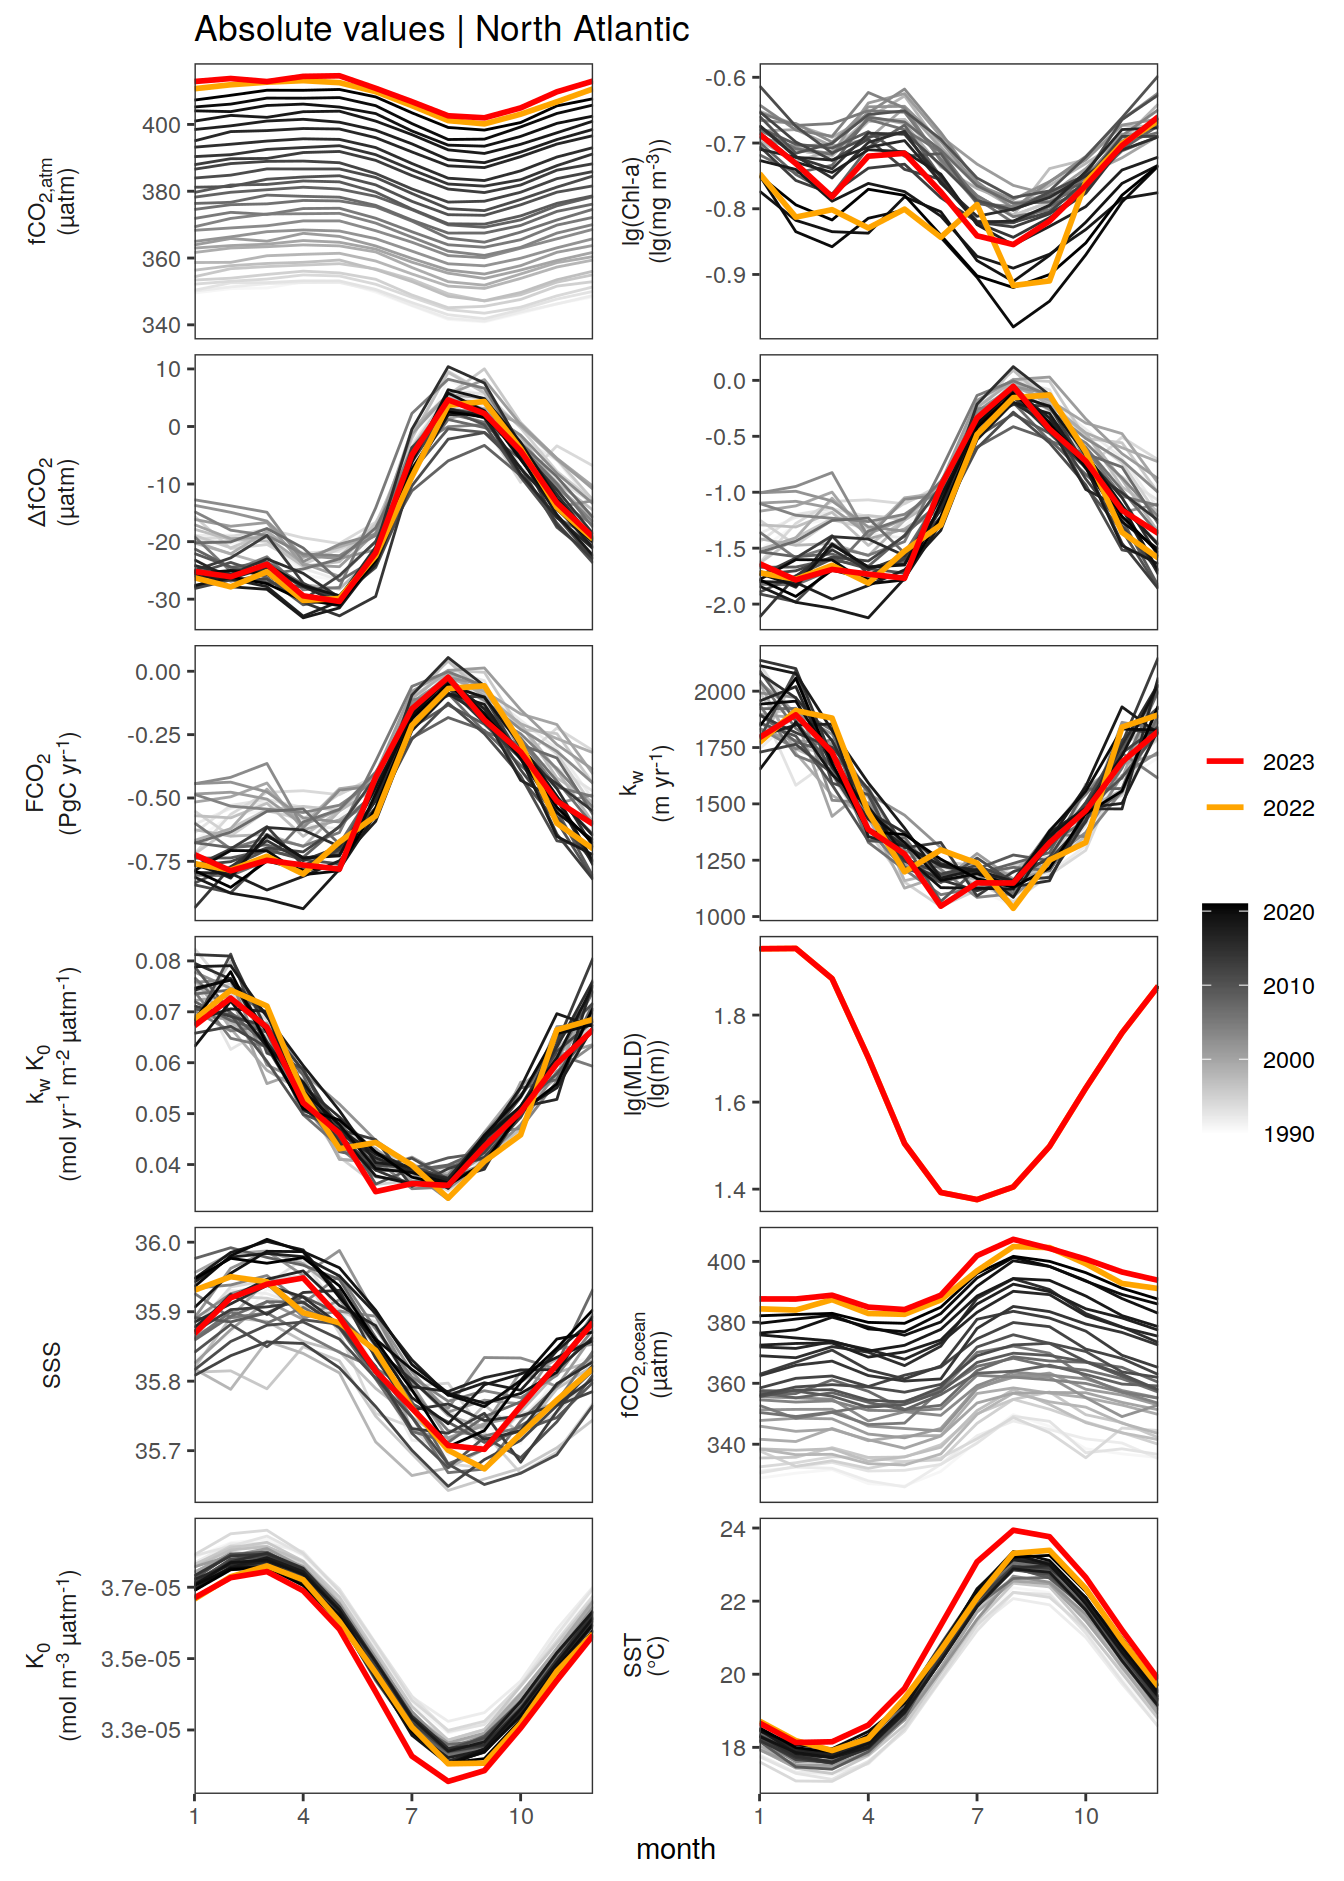 Absolute values | North Atlantic
fCO2,atm
(µatm)
400
380
360
340
lg(Chl-a)
(lg(mg m-3))
-0.6
-0.7
-0.8
-0.9
ΔfCO2
(µatm)
10
0
-10
-20
-30
0.0
-0.5
-1.0
-1.5
-2.0
FCO2
(PgC yr-1)
0.00
-0.25
-0.50
-0.75
kw
(m yr-1)
2000
1750
1500
1250
1000
2023
2022
2020
2010
2000
1990
kw K0
(mol yr-1 m-2 µatm-1)
0.08
0.07
0.06
0.05
0.04
lg(MLD)
(lg(m))
1.8
1.6
1.4
SSS
36.0
35.9
35.8
35.7
fCO2,ocean
(µatm)
400
380
360
340
K0
(mol m-3 µatm-1)
3.7e-05
3.5e-05
3.3e-05
SST
(°C)
24
22
20
18
1 4 7 10
1 4 7 10
month